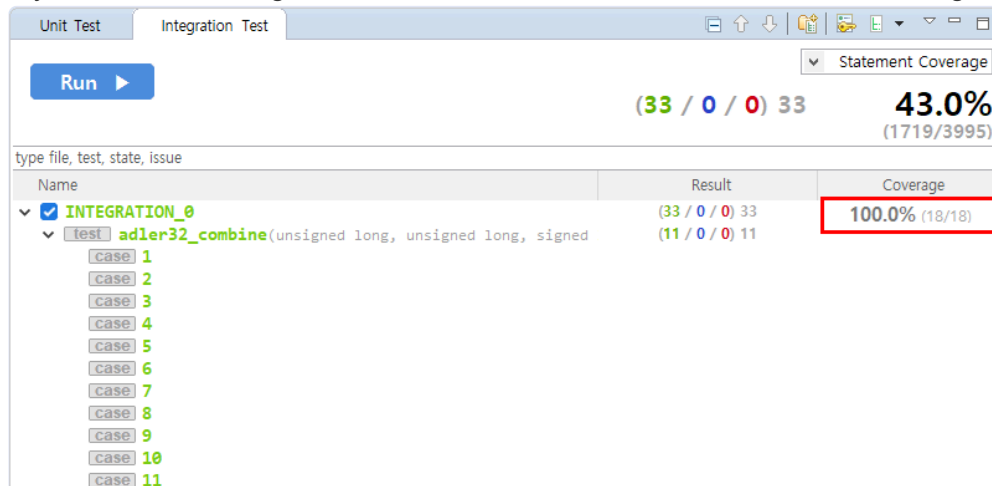 Unit Test Integration Test
Statement Coverage
Run
(33 / 0 / 0) 33 43.0%
(1719/3995)
type file, test, state, issue
Name Result Coverage
INTEGRATION_0 (33 / 0 / 0) 33 100.0% (18/18)
test adler32_combine(unsigned long, unsigned long, signed (11 / 0 / 0) 11
case 1
case 2
case 3
case 4
case 5
case 6
case 7
case 8
case 9
case 10
case 11